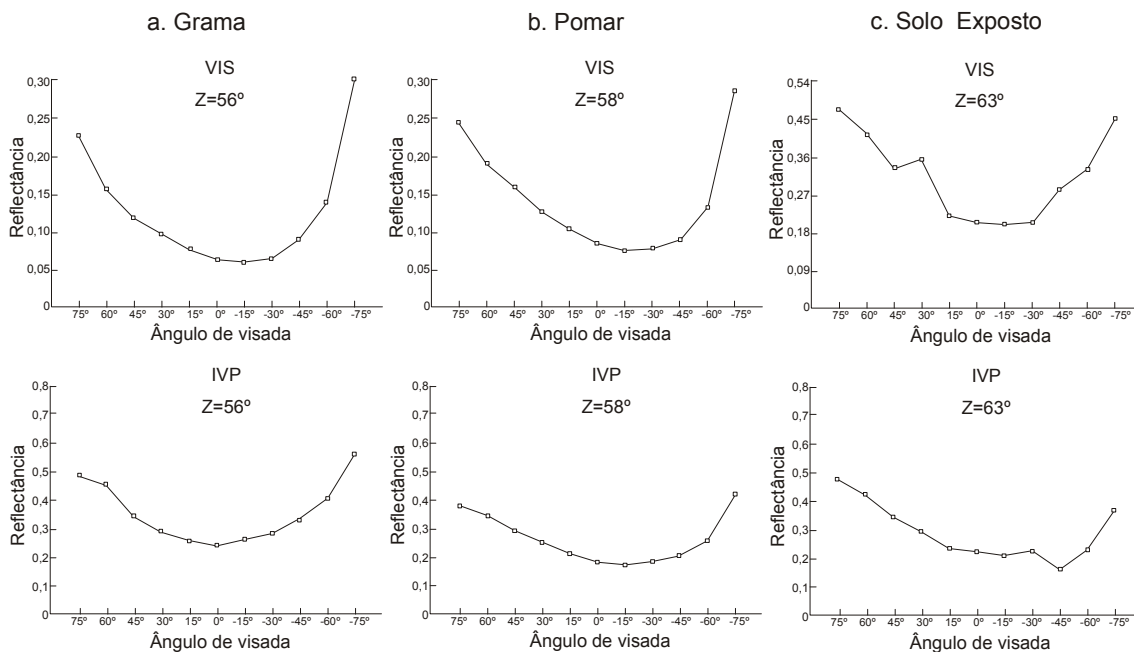 a. Grama
b. Pomar
c. Solo Exposto
VIS
Z=56º
Reflectância
0,30
0,25
0,20
0,15
0,10
0,05
0
75º 60º 45º 30º 15º 0º -15º -30º -45º -60º -75º
Ângulo de visada
VIS
Z=58º
Reflectância
0,30
0,25
0,20
0,15
0,10
0,05
0
75º 60º 45º 30º 15º 0º -15º -30º -45º -60º -75º
Ângulo de visada
VIS
Z=63º
Reflectância
0,54
0,45
0,36
0,27
0,18
0,09
0
75º 60º 45º 30º 15º 0º -15º -30º -45º -60º -75º
Ângulo de visada
IVP
Z=56º
Reflectância
0,8
0,7
0,6
0,5
0,4
0,3
0,2
0,1
0
75º 60º 45º 30º 15º 0º -15º -30º -45º -60º -75º
Ângulo de visada
IVP
Z=58º
Reflectância
0,8
0,7
0,6
0,5
0,4
0,3
0,2
0,1
0
75º 60º 45º 30º 15º 0º -15º -30º -45º -60º -75º
Ângulo de visada
IVP
Z=63º
Reflectância
0,8
0,7
0,6
0,5
0,4
0,3
0,2
0,1
0
75º 60º 45º 30º 15º 0º -15º -30º -45º -60º -75º
Ângulo de visada